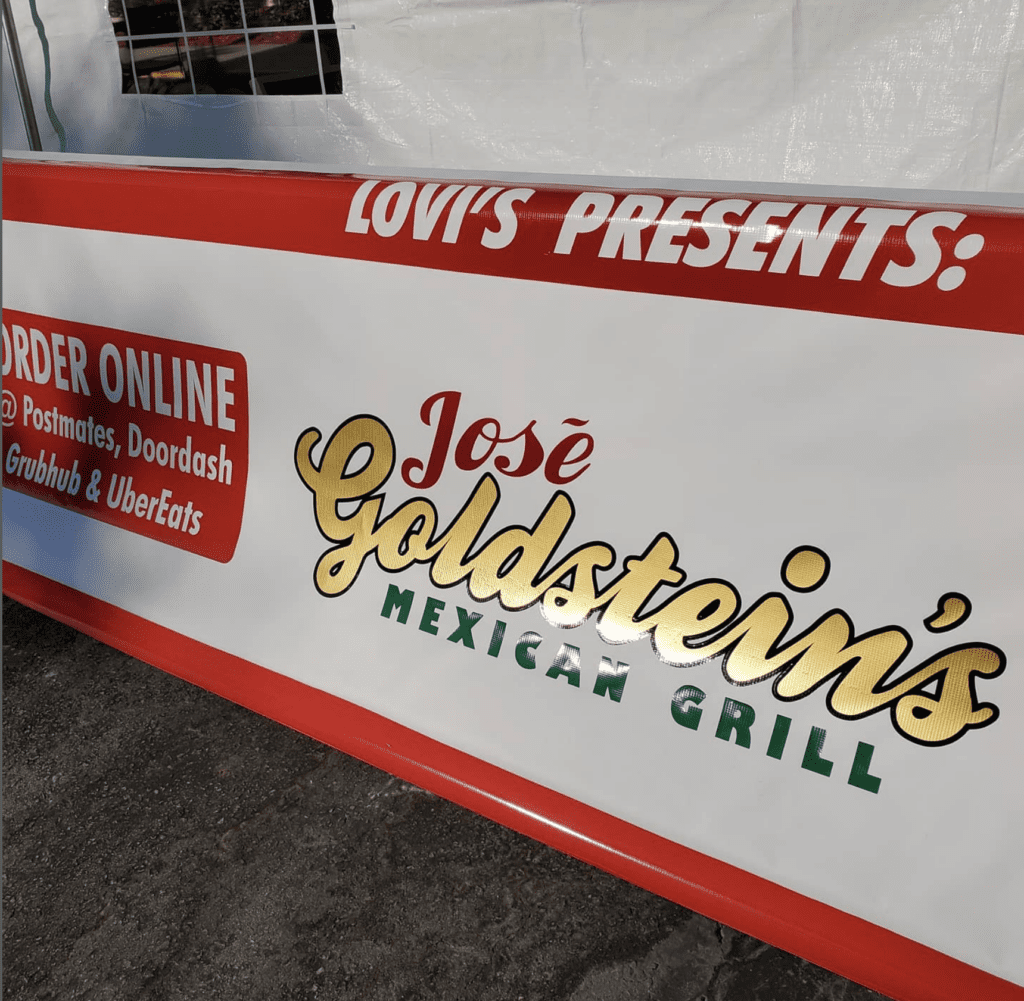 LOVI'S PRESENTS:
ORDER ONLINE
@ Postmates, Doordash
Grubhub & UberEats
Josē
Goldstein's
MEXICAN GRILL